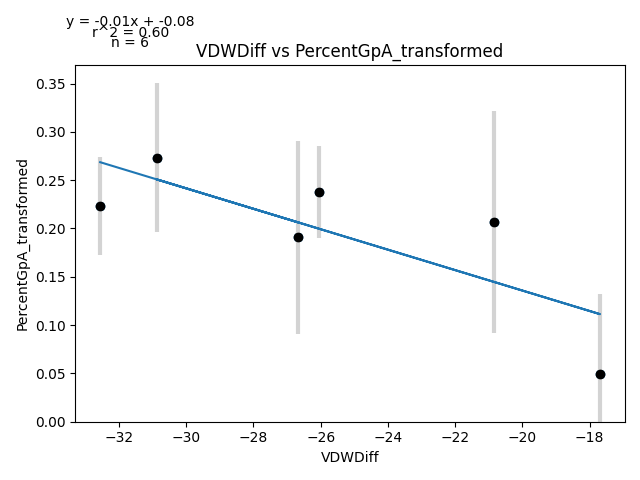 y = -0.01x + -0.08
r^2 = 0.60
n = 6
VDWDiff vs PercentGpA_transformed
PercentGpA_transformed
0.35
0.30
0.25
0.20
0.15
0.10
0.05
0.00
−32
−30
−28
−26
−24
−22
−20
−18
VDWDiff